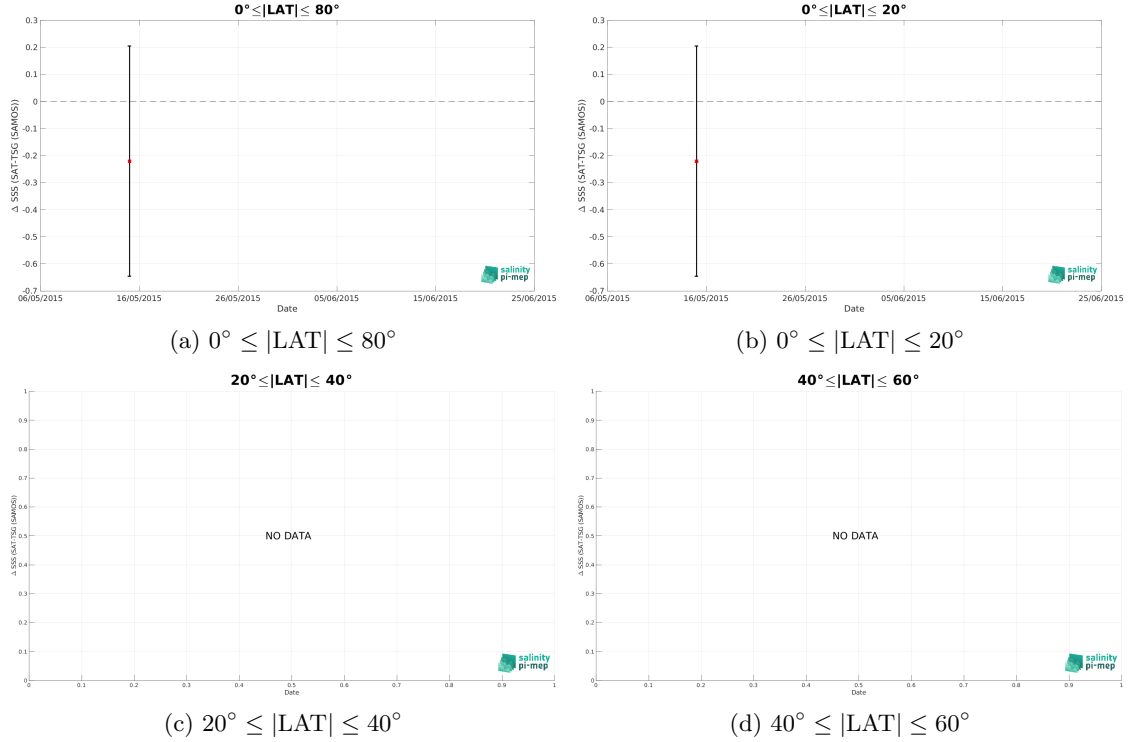 0°≤|LAT|≤ 80°
Δ SSS (SAT-TSG (SAMOS))
0.3
0.2
0.1
0
-0.1
-0.2
-0.3
-0.4
-0.5
-0.6
-0.7
06/05/2015 16/05/2015 26/05/2015 05/06/2015 15/06/2015 25/06/2015
Date
salinity
pi-mep
(a) 0° ≤ |LAT| ≤ 80°
0°≤|LAT|≤ 20°
Δ SSS (SAT-TSG (SAMOS))
0.3
0.2
0.1
0
-0.1
-0.2
-0.3
-0.4
-0.5
-0.6
-0.7
06/05/2015 16/05/2015 26/05/2015 05/06/2015 15/06/2015 25/06/2015
Date
salinity
pi-mep
(b) 0° ≤ |LAT| ≤ 20°
20°≤|LAT|≤ 40°
Δ SSS (SAT-TSG (SAMOS))
1
0.9
0.8
0.7
0.6
0.5
0.4
0.3
0.2
0.1
0
NO DATA
0 0.1 0.2 0.3 0.4 0.5 0.6 0.7 0.8 0.9 1
Date
salinity
pi-mep
(c) 20° ≤ |LAT| ≤ 40°
40°≤|LAT|≤ 60°
Δ SSS (SAT-TSG (SAMOS))
1
0.9
0.8
0.7
0.6
0.5
0.4
0.3
0.2
0.1
0
NO DATA
0 0.1 0.2 0.3 0.4 0.5 0.6 0.7 0.8 0.9 1
Date
salinity
pi-mep
(d) 40° ≤ |LAT| ≤ 60°